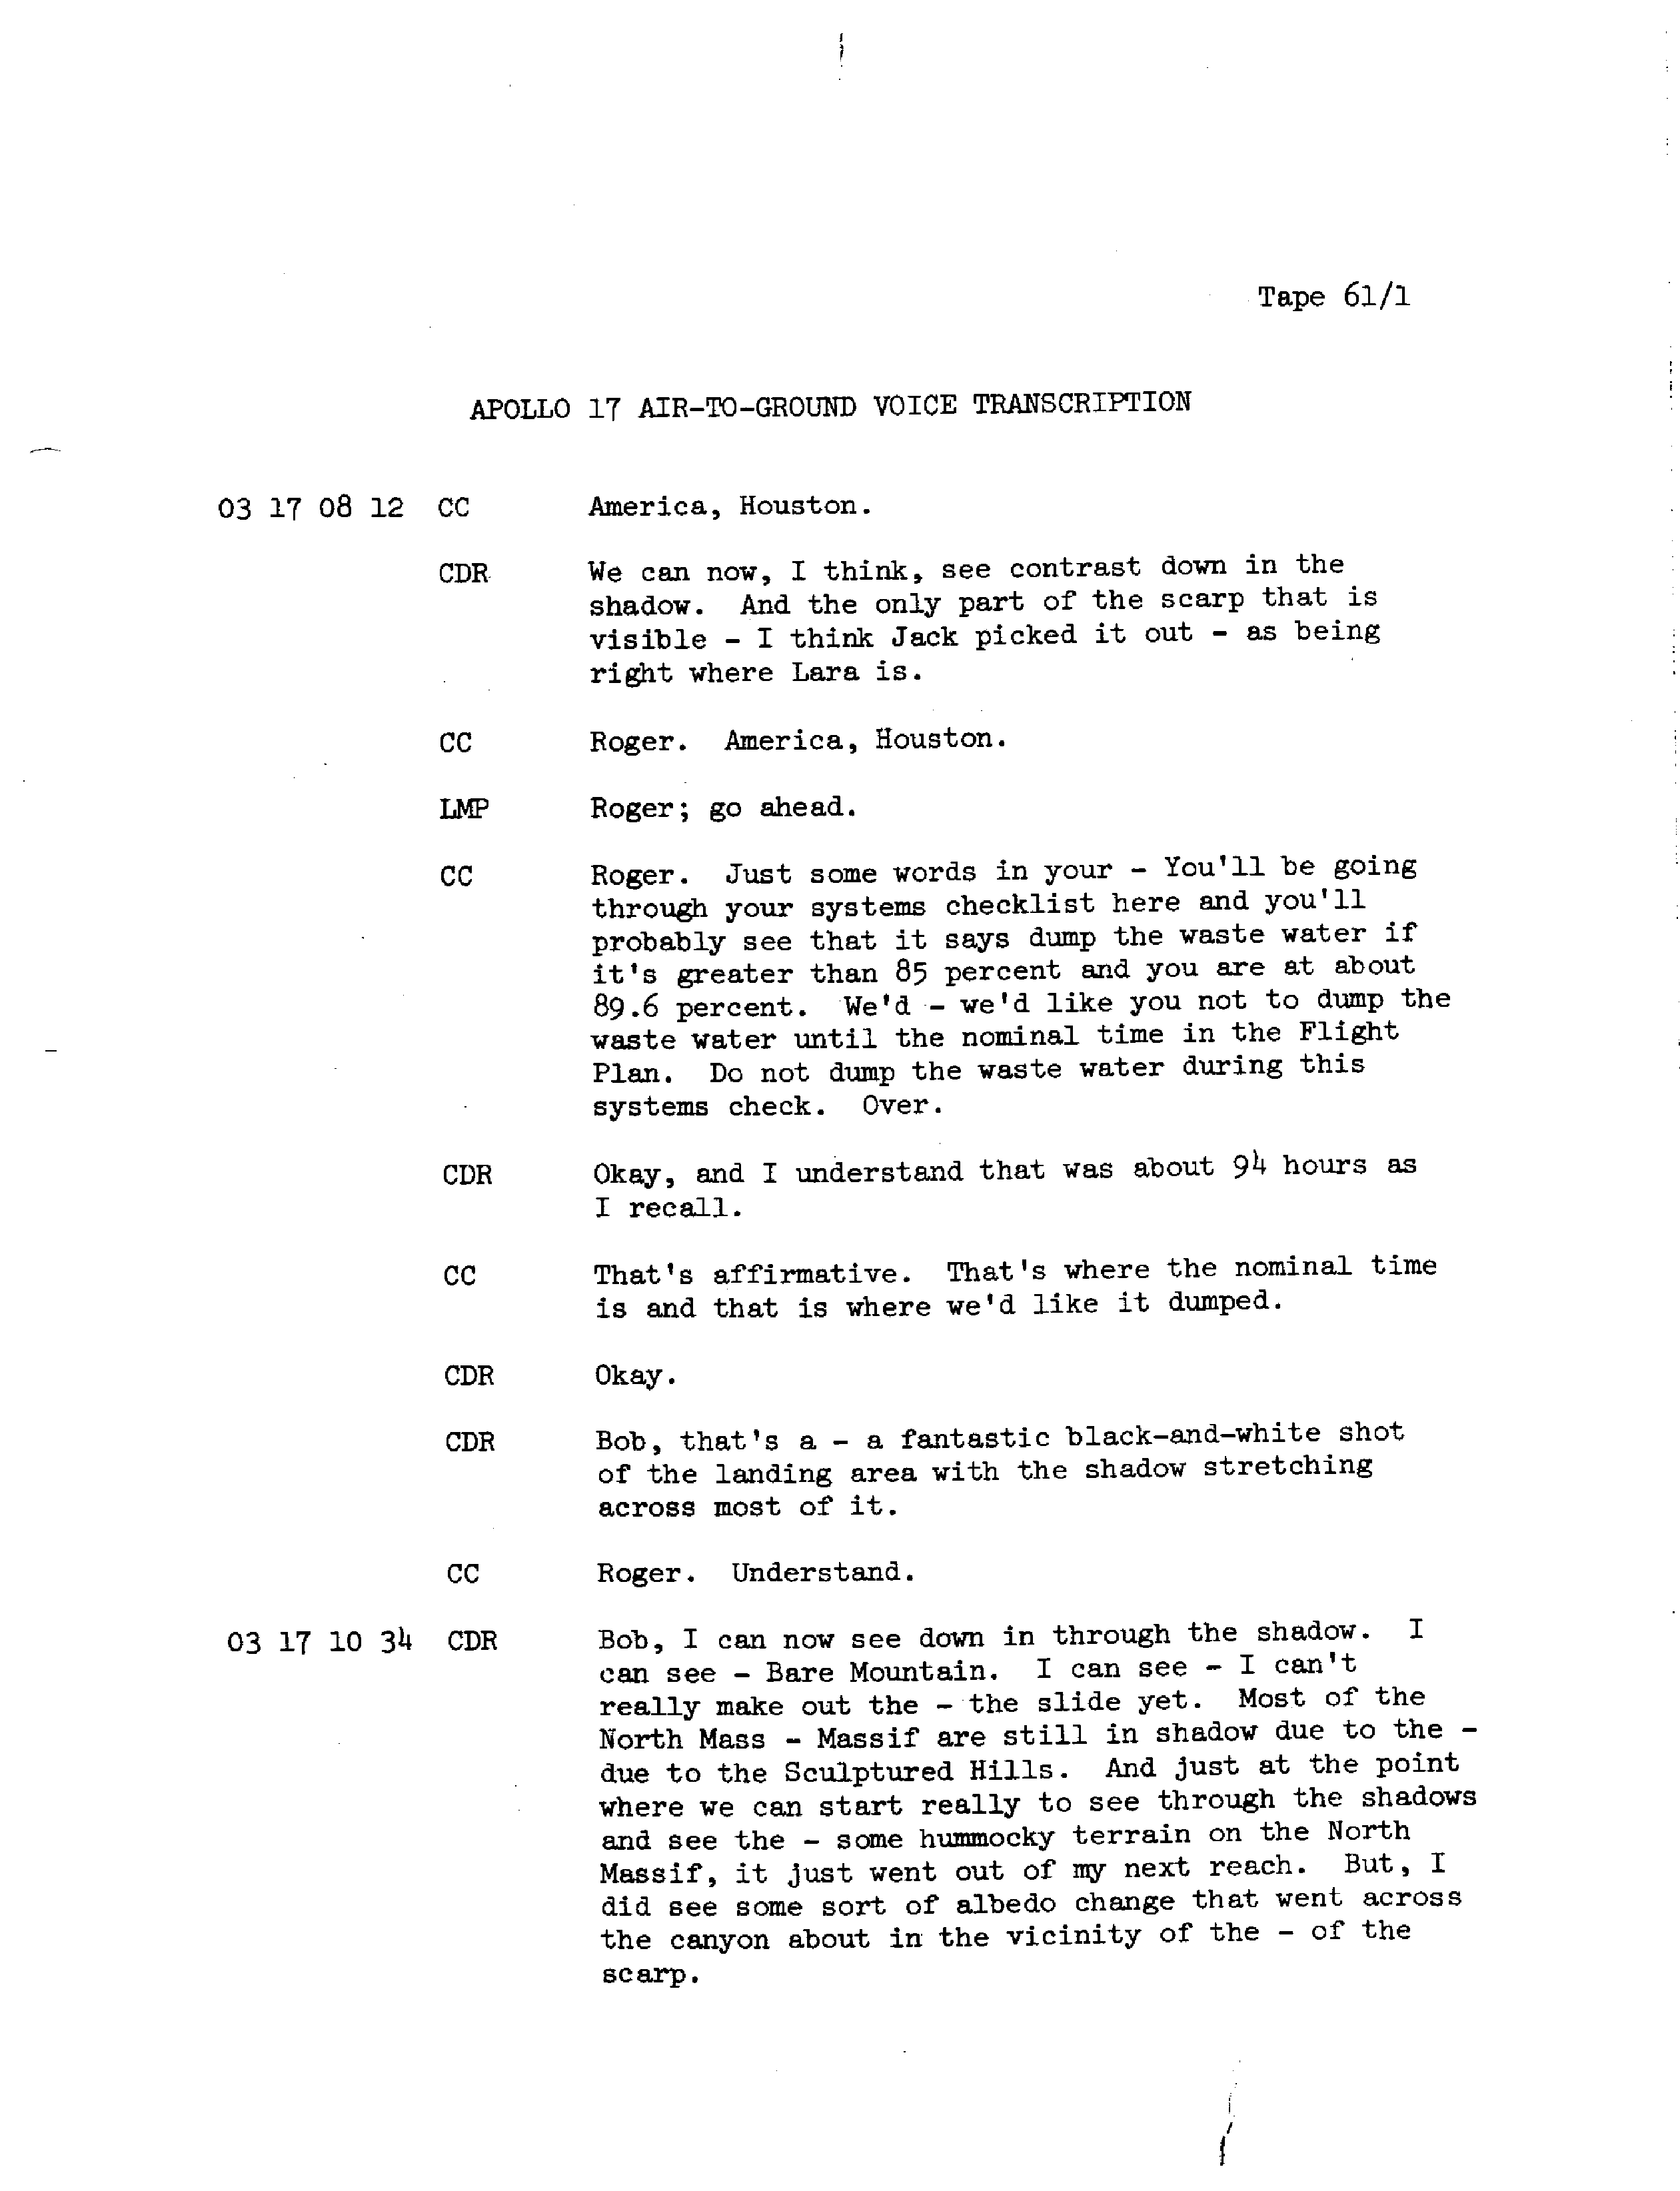 Tape 61/1
APOLLO 17 AIR-TO-GROUND VOICE TRANSCRIPTION
03 17 08 12 CC America, Houston.
CDR We can now, I think, see contrast down in the
shadow. And the only part of the scarp that is
visible - I think Jack picked it out - as being
right where Lara is.
CC Roger. America, Houston.
LMP Roger; go ahead.
CC Roger. Just some words in your - You'll be going
through your systems checklist here and you'll
probably see that it says dump the waste water if
it's greater than 85 percent and you are at about
89.6 percent. We'd - we'd like you not to dump the
waste water until the nominal time in the Flight
Plan. Do not dump the waste water during this
systems check. Over.
CDR Okay, and I understand that was about 94 hours as
I recall.
CC That's affirmative. That's where the nominal time
is and that is where we'd like it dumped.
CDR Okay.
CDR Bob, that's a - a fantastic black-and-white shot
of the landing area with the shadow stretching
across most of it.
CC Roger. Understand.
03 17 10 34 CDR Bob, I can now see down in through the shadow. I
can see - Bare Mountain. I can see - I can't
really make out the - the slide yet. Most of the
North Mass - Massif are still in shadow due to the -
due to the Sculptured Hills. And just at the point
where we can start really to see through the shadows
and see the - some hummocky terrain on the North
Massif, it just went out of my next reach. But, I
did see some sort of albedo change that went across
the canyon about in the vicinity of the - of the
scarp.